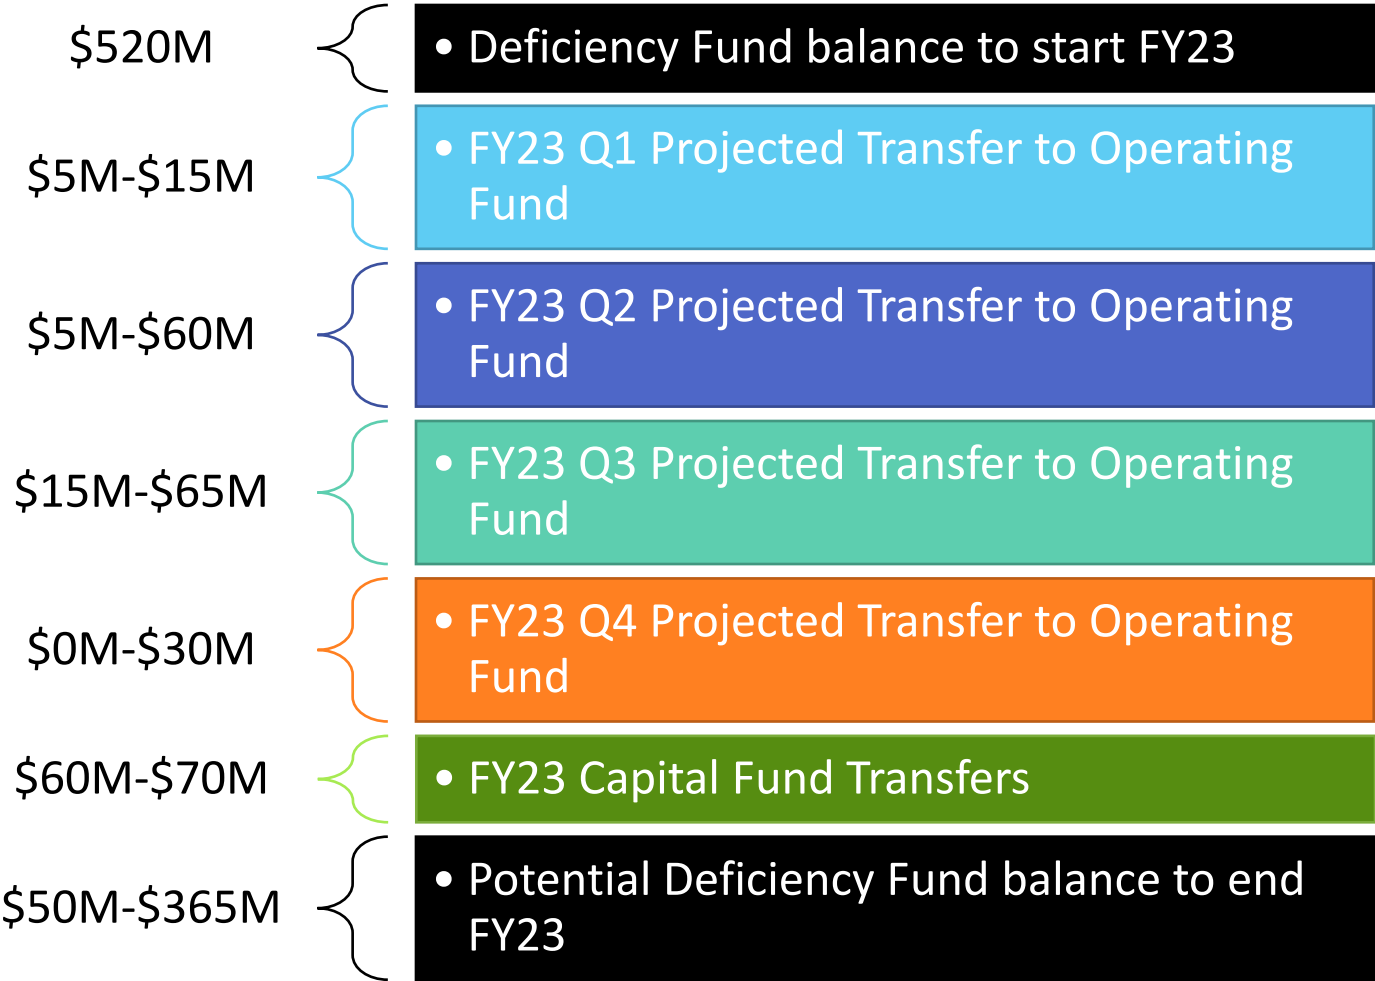 $520M
• Deficiency Fund balance to start FY23
$5M-$15M
• FY23 Q1 Projected Transfer to Operating
Fund
$5M-$60M
• FY23 Q2 Projected Transfer to Operating
Fund
$15M-$65M
• FY23 Q3 Projected Transfer to Operating
Fund
$0M-$30M
• FY23 Q4 Projected Transfer to Operating
Fund
$60M-$70M
• FY23 Capital Fund Transfers
$50M-$365M
• Potential Deficiency Fund balance to end
FY23